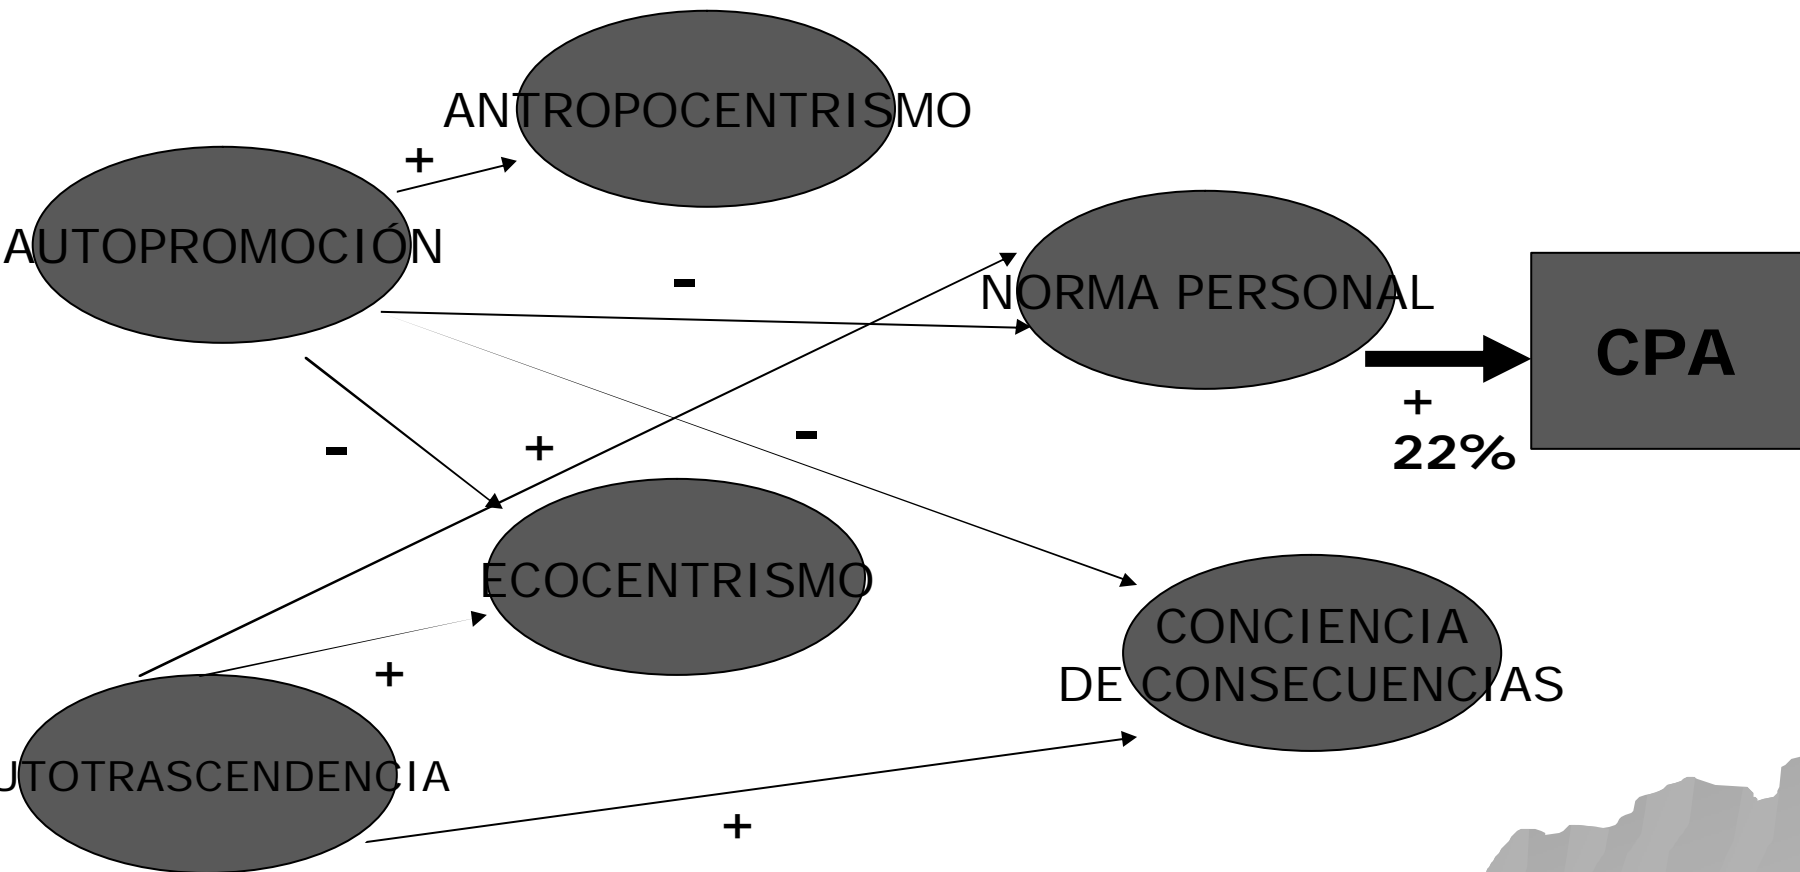 ANTROPOCENTRISMO
+
AUTOPROMOCIÓN
-
NORMA PERSONAL
CPA
+
22%
-
-
+
ECOCENTRISMO
CONCIENCIA
DE CONSECUENCIAS
+
UTOTRASCENDENCIA
+